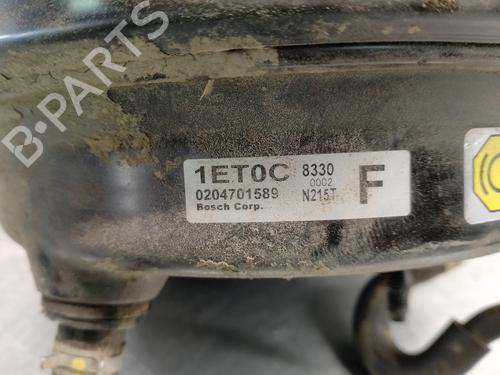 B-PARTS
1ET0C 8330
0002
0204701589 N215T F
Bosch Corp.